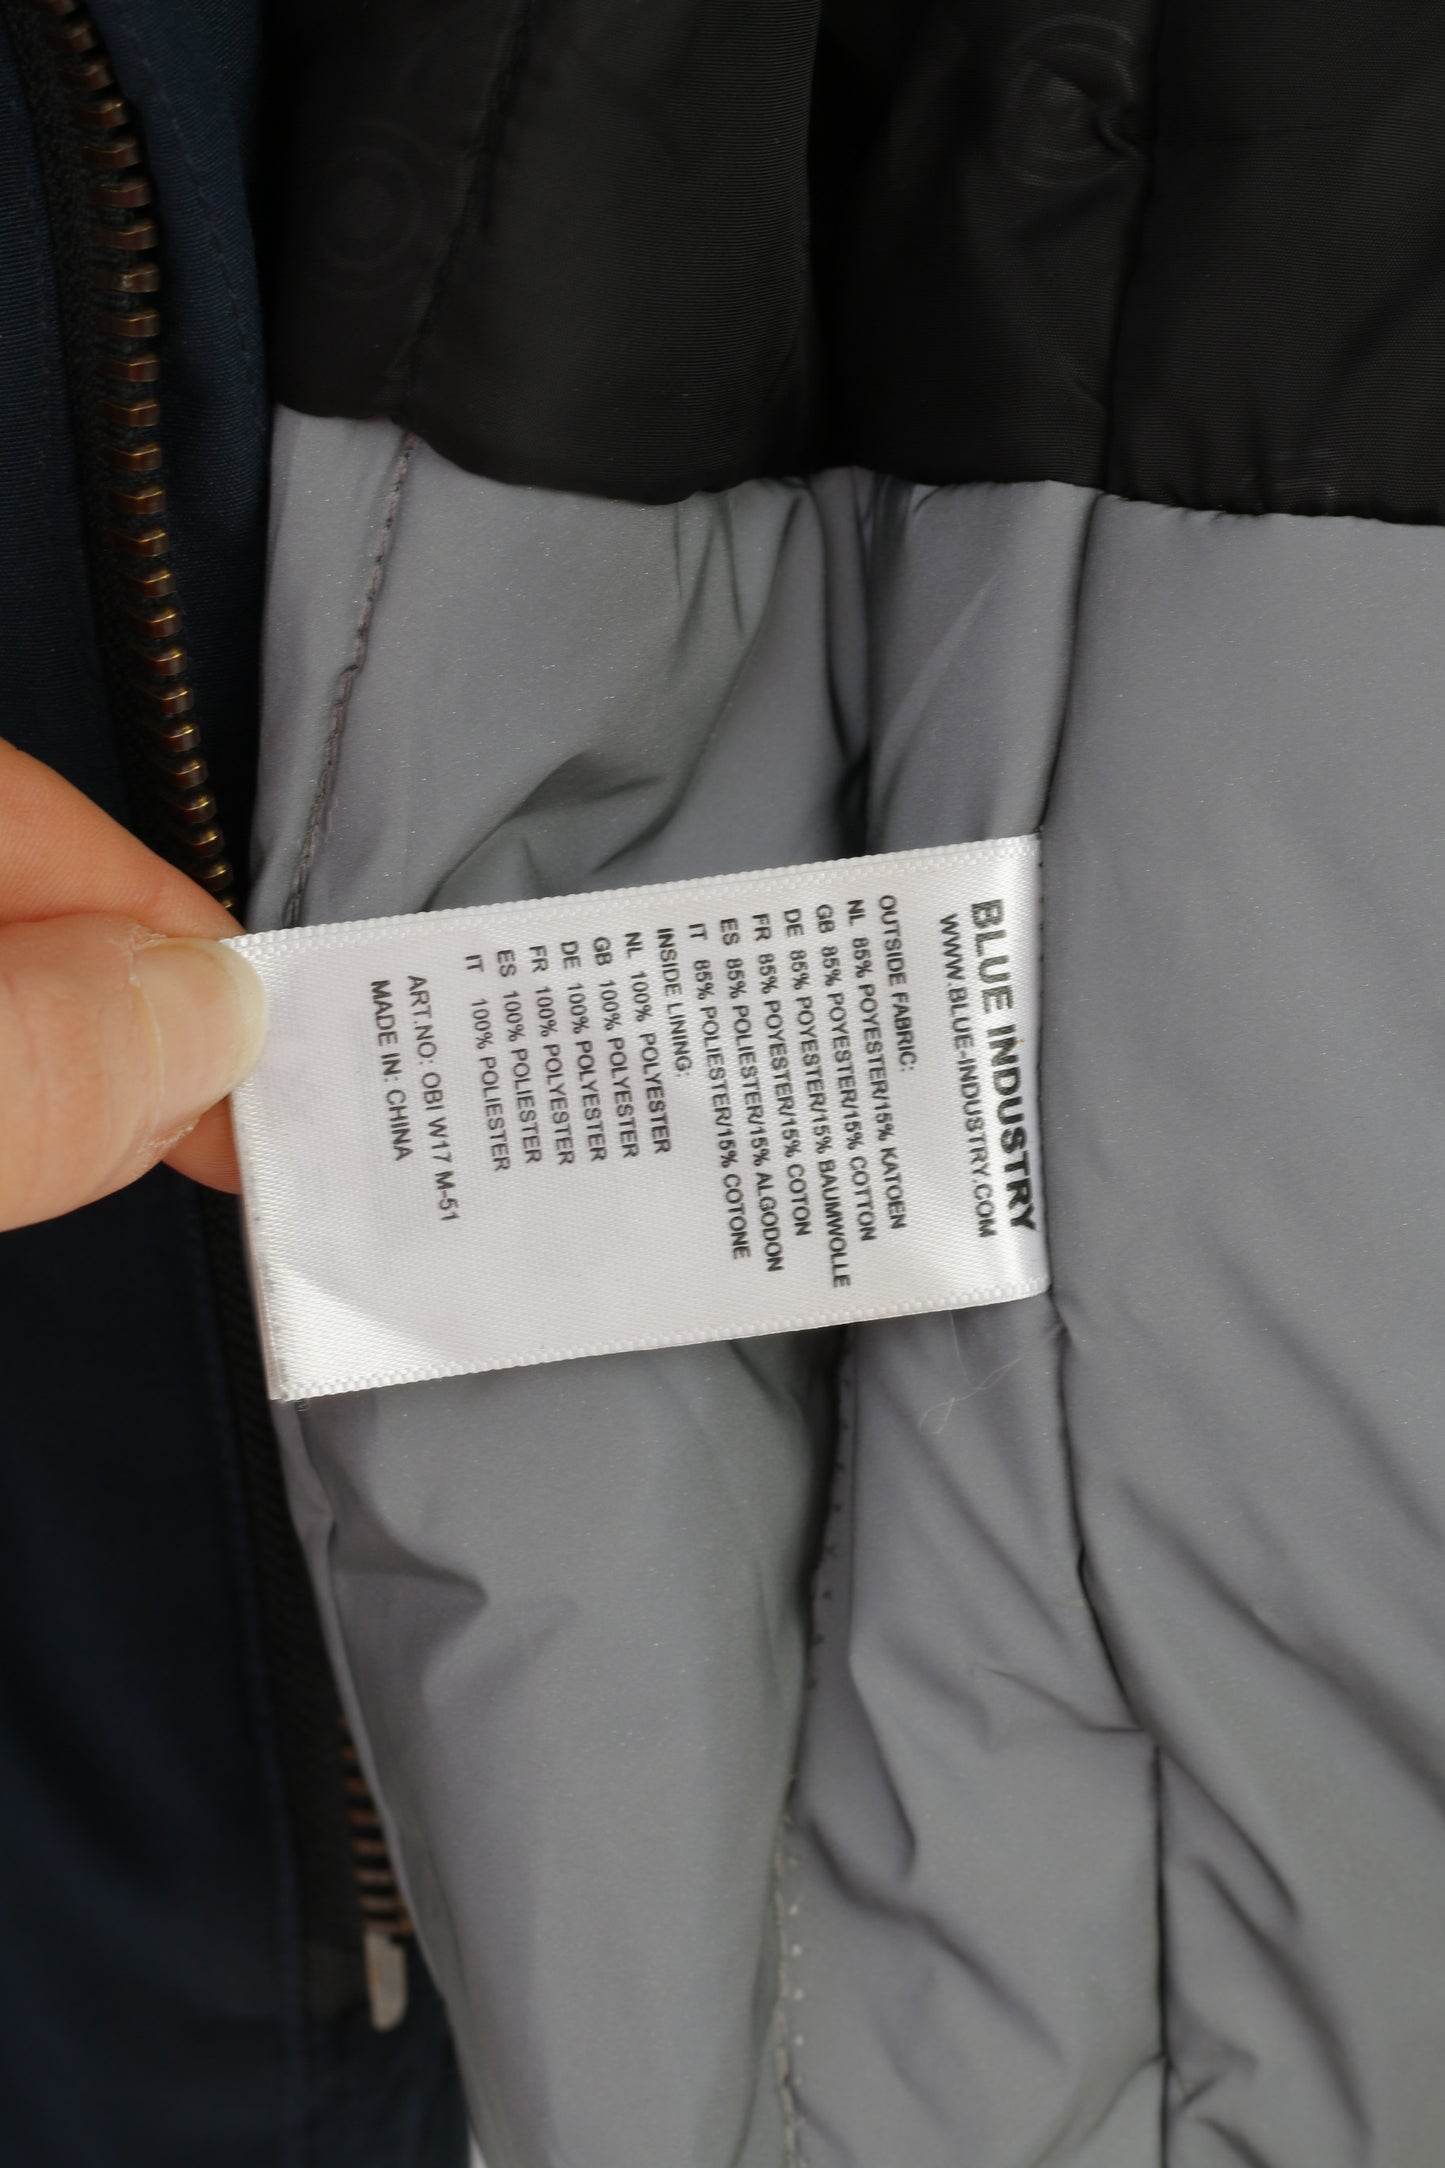 BLUE INDUSTRY
WWW.BLUE-INDUSTRY.COM
OUTSIDE FABRIC:
NL 85% POYESTER/15% KATOEN
GB 85% POYESTER/15% COTTON
DE 85% POYESTER/15% BAUMWOLLE
FR 85% POYESTER/15% COTON
ES 85% POLIESTER/15% ALGODON
IT 85% POLIESTER/15% COTONE
INSIDE LINING:
NL 100% POLYESTER
GB 100% POLYESTER
DE 100% POLYESTER
FR 100% POLYESTER
ES 100% POLIESTER
IT 100% POLIESTER
ART.NO: OBI W17 M-51
MADE IN: CHINA